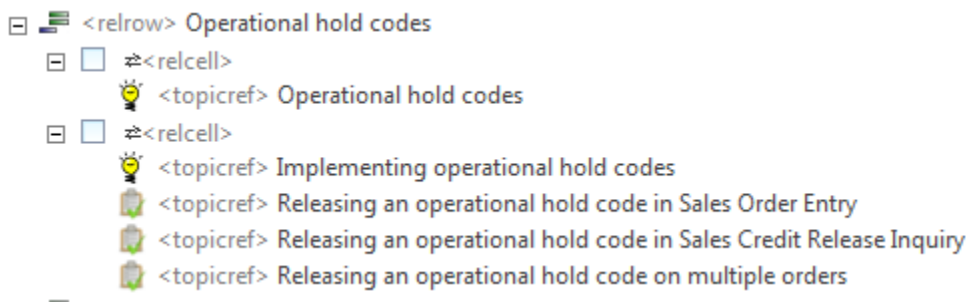 <relrow> Operational hold codes
<relcell>
<topicref> Operational hold codes
<relcell>
<topicref> Implementing operational hold codes
<topicref> Releasing an operational hold code in Sales Order Entry
<topicref> Releasing an operational hold code in Sales Credit Release Inquiry
<topicref> Releasing an operational hold code on multiple orders